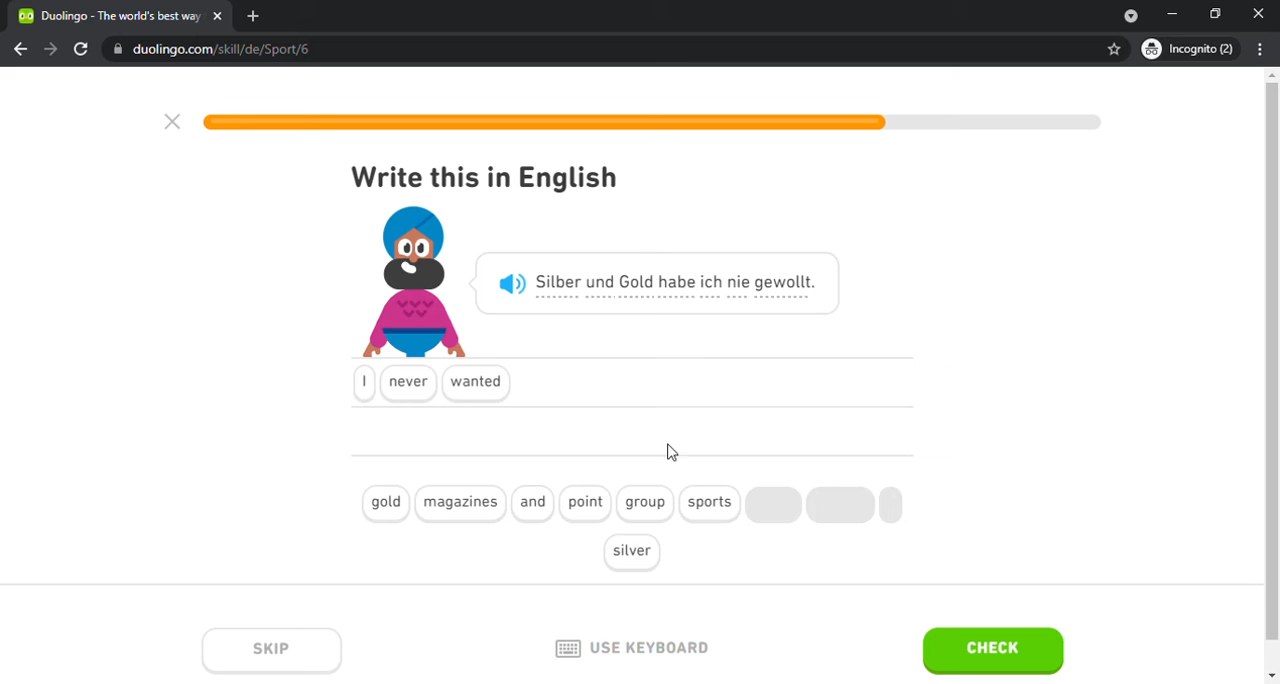 Duolingo - The world's best way
duolingo.com/skill/de/Sport/6
Incognito (2)
Write this in English
Silber und Gold habe ich nie gewollt.
I never wanted
gold magazines and point group sports
silver
SKIP
USE KEYBOARD
CHECK